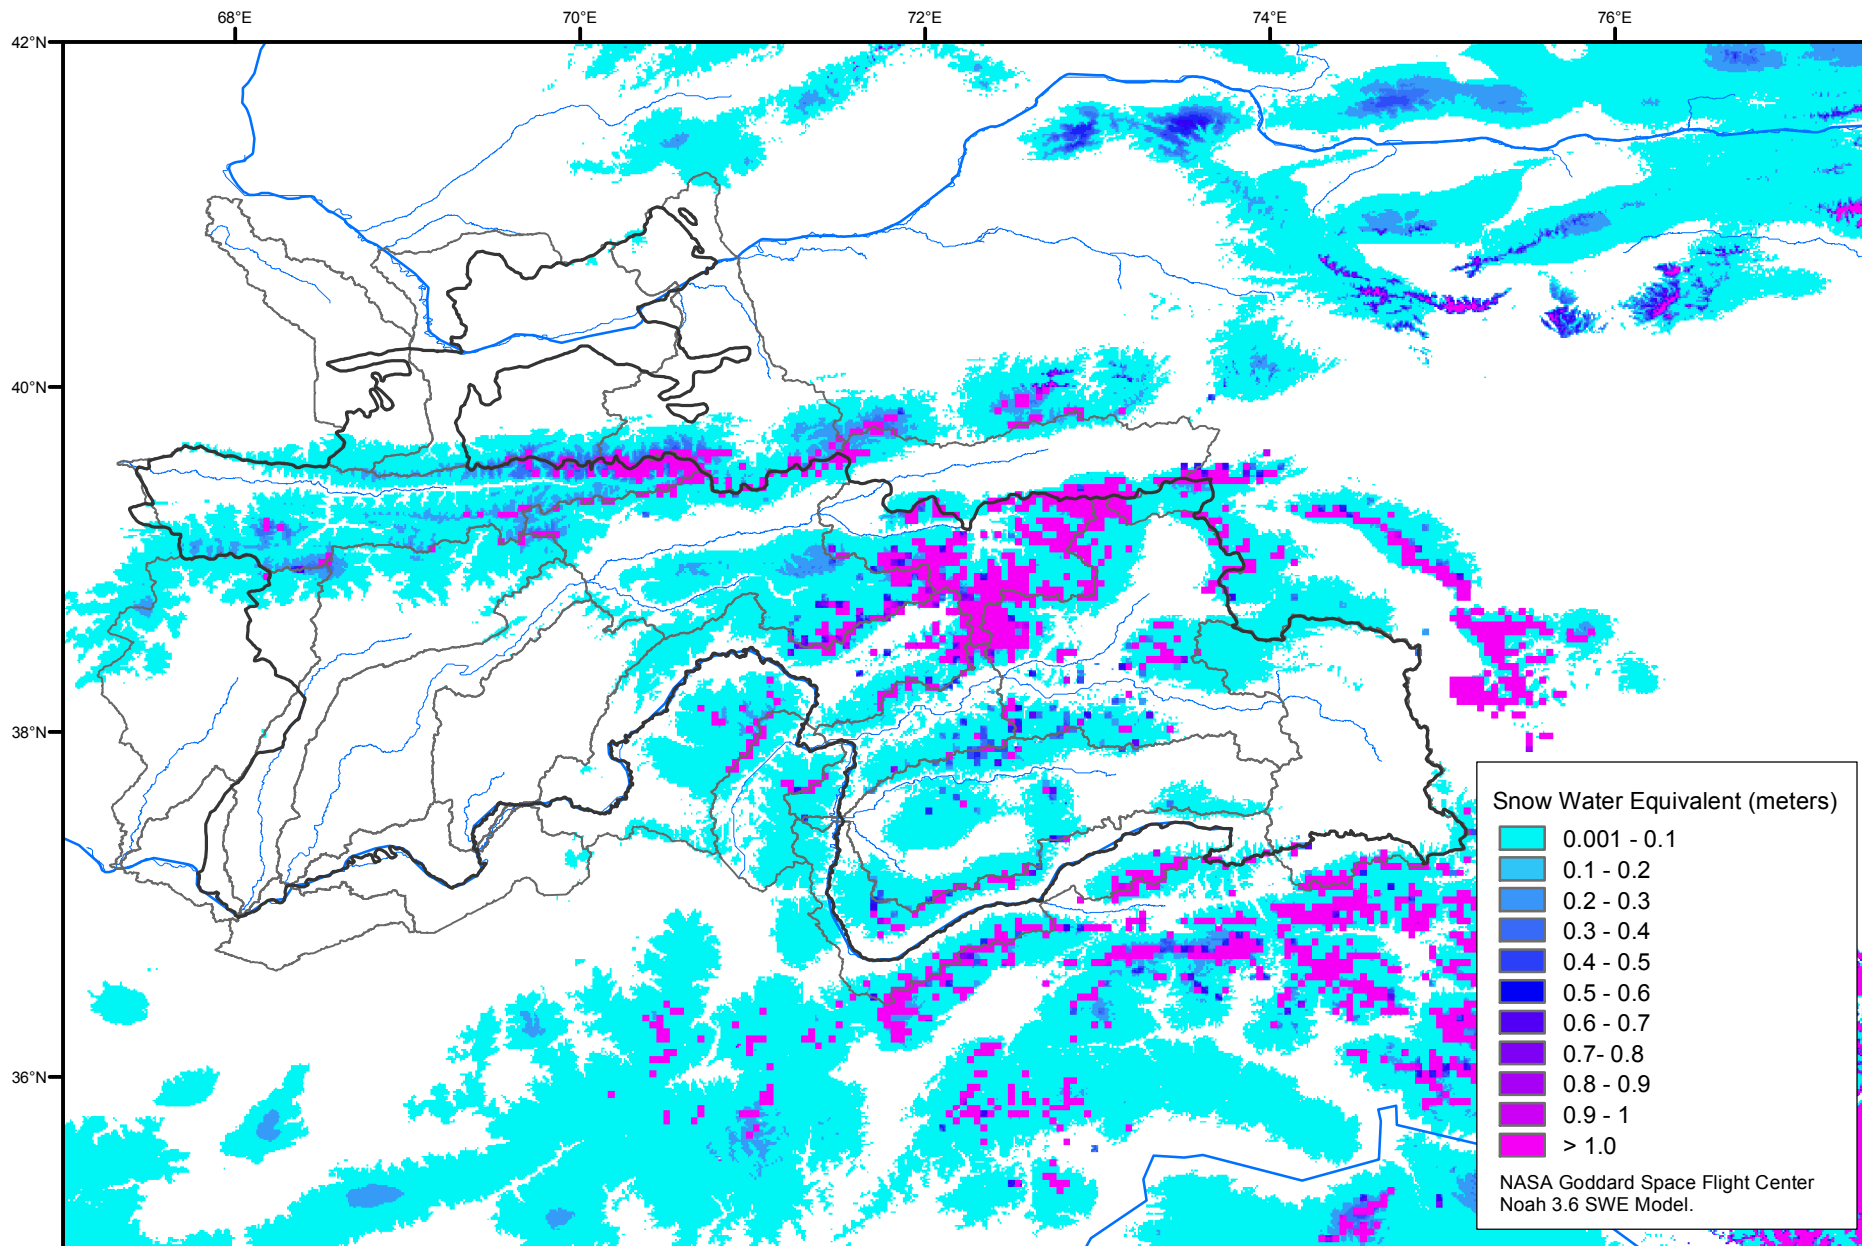 68°E 70°E 72°E 74°E 76°E
42°N
40°N
38°N
36°N
Snow Water Equivalent (meters)
0.001 - 0.1
0.1 - 0.2
0.2 - 0.3
0.3 - 0.4
0.4 - 0.5
0.5 - 0.6
0.6 - 0.7
0.7- 0.8
0.8 - 0.9
0.9 - 1
> 1.0
NASA Goddard Space Flight Center
Noah 3.6 SWE Model.